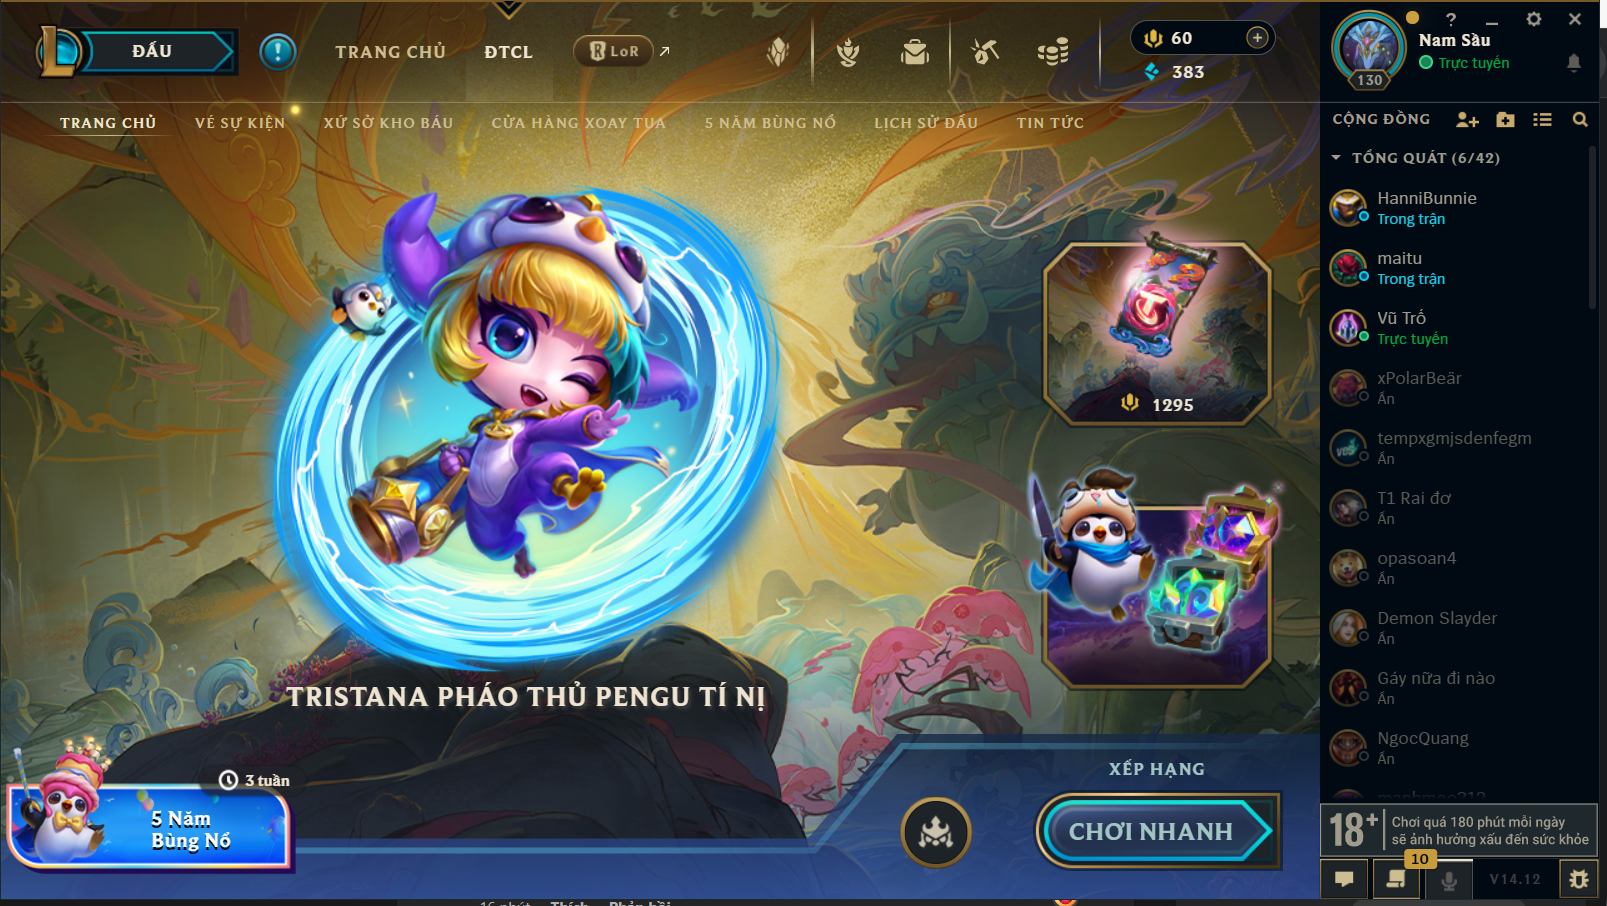 ĐẤU
TRANG CHỦ
ĐTCL
LoR
60
383
TRANG CHỦ
VÉ SỰ KIỆN
XỨ SỞ KHO BÁU
CỬA HÀNG XOAY TUA
5 NĂM BÙNG NỔ
LỊCH SỬ ĐẤU
TIN TỨC
1295
TRISTANA PHÁO THỦ PENGU TÍ NỊ
3 tuần
5 Năm
Bùng Nổ
XẾP HẠNG
CHƠI NHANH
130
Nam Sầu
Trực tuyến
CỘNG ĐỒNG
TỔNG QUÁT (6/42)
HanniBunnie
Trong trận
maitu
Trong trận
Vũ Trố
Trực tuyến
xPolarBeär
Ẩn
tempxgmjsdenfegm
Ẩn
T1 Rai đơ
Ẩn
opasoan4
Ẩn
Demon Slayder
Ẩn
Gáy nữa đi nào
Ẩn
NgocQuang
Ẩn
18+
Chơi quá 180 phút mỗi ngày
sẽ ảnh hưởng xấu đến sức khỏe
10
V14.12